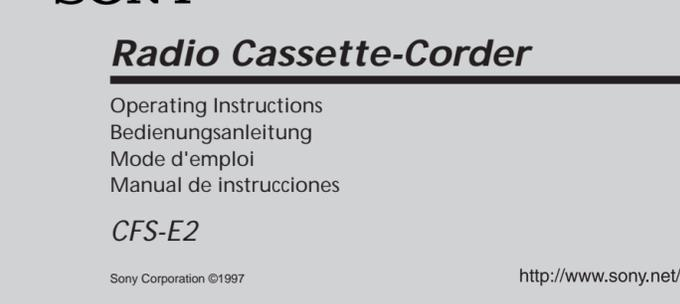 SONY
Radio Cassette-Corder
Operating Instructions
Bedienungsanleitung
Mode d'emploi
Manual de instrucciones
CFS-E2
Sony Corporation ©1997
http://www.sony.net/